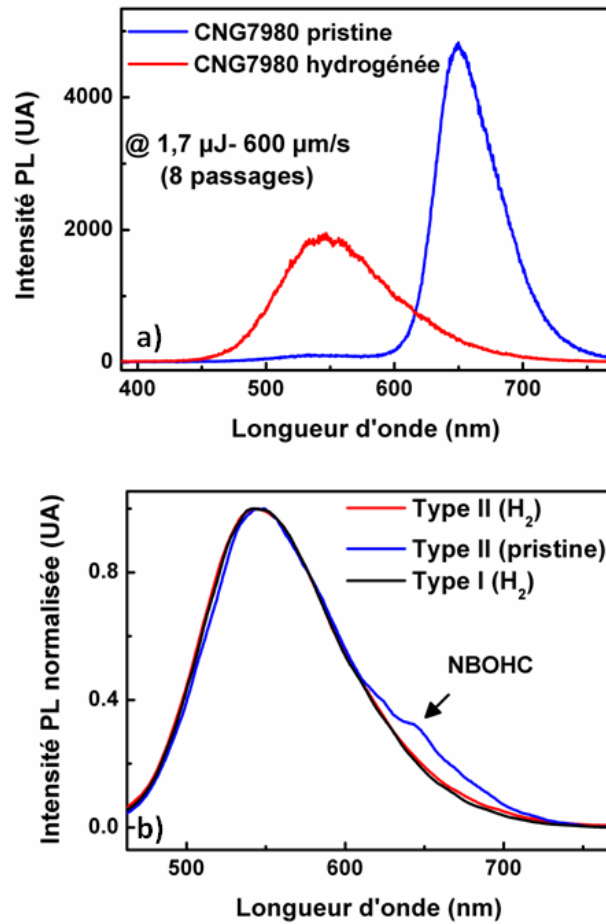 CNG7980 pristine
CNG7980 hydrogénée
@ 1,7 µJ- 600 µm/s
(8 passages)
Intensité PL (UA)
4000
2000
0
a)
400
500
600
700
Longueur d'onde (nm)
Type II (H₂)
Type II (pristine)
Type I (H₂)
NBOHC
Intensité PL normalisée (UA)
0.8
0.4
0.0
b)
500
600
700
Longueur d'onde (nm)